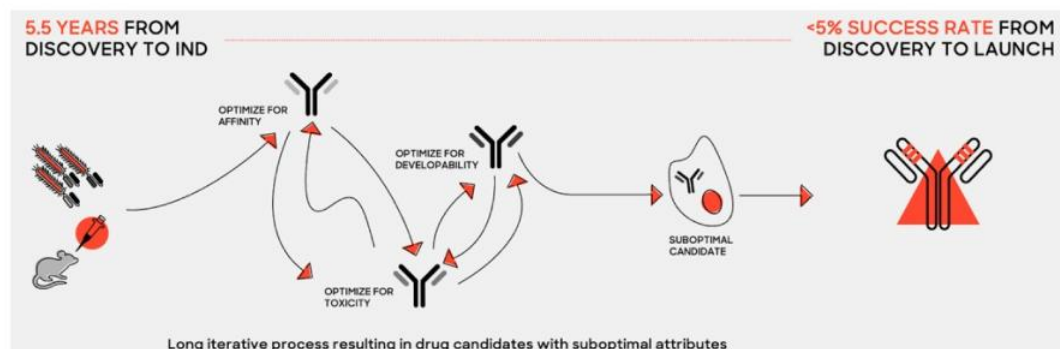 5.5 YEARS FROM
DISCOVERY TO IND
<5% SUCCESS RATE FROM
DISCOVERY TO LAUNCH
OPTIMIZE FOR
AFFINITY
OPTIMIZE FOR
DEVELOPABILITY
OPTIMIZE FOR
TOXICITY
SUBOPTIMAL
CANDIDATE
Long iterative process resulting in drug candidates with suboptimal attributes